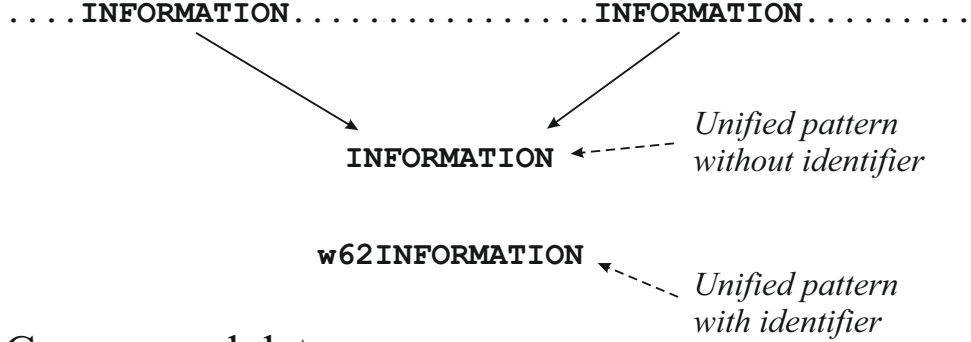 ....INFORMATION................INFORMATION.........
Unified pattern
without identifier
INFORMATION
w62INFORMATION
Unified pattern
with identifier